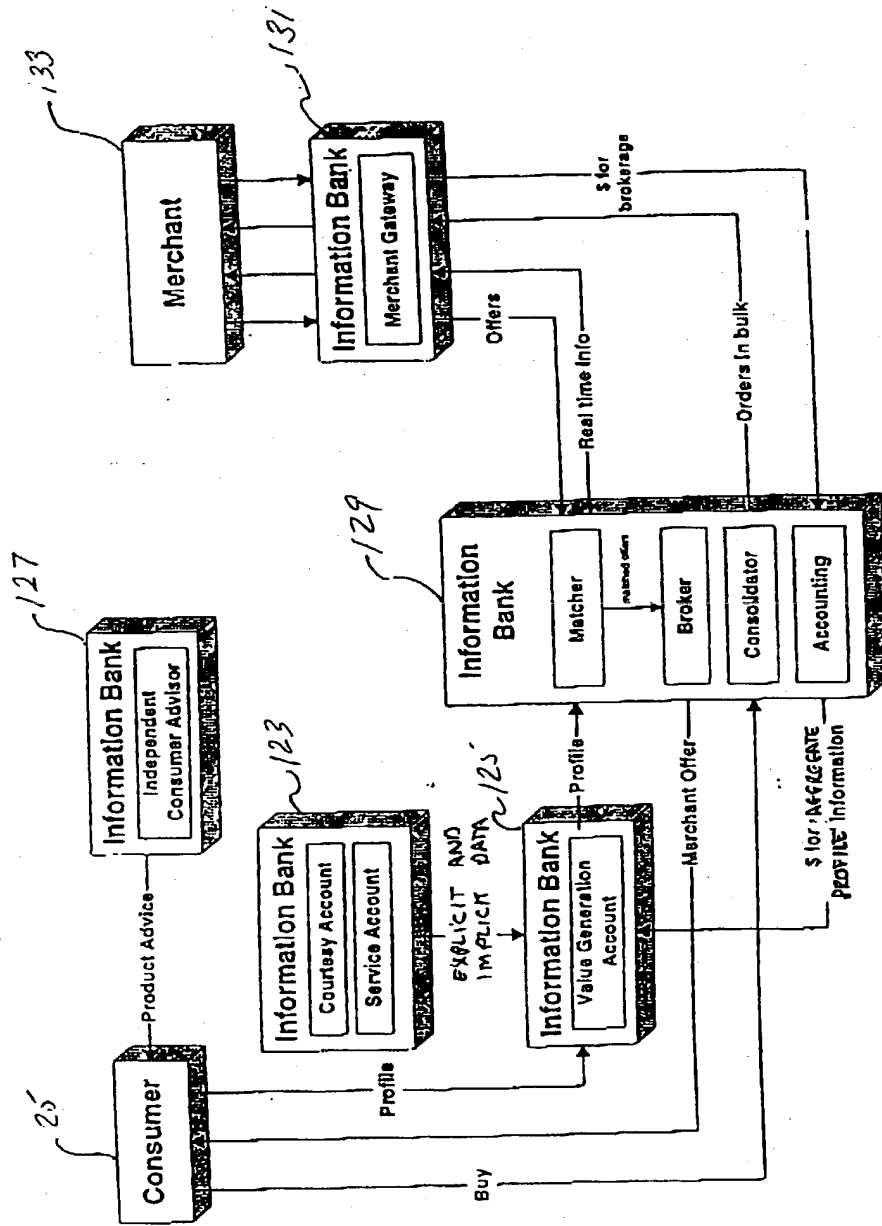 133
Merchant
131
Information Bank
Merchant Gateway
Offers
Real time Info
Orders In bulk
$ for
brokerage
127
Information Bank
Independent
Consumer Advisor
Product Advice
25
Consumer
Profile
Buy
123
Information Bank
Courtesy Account
Service Account
EXPLICIT AND
IMPLICIT DATA
125
Information Bank
Value Generation
Account
Profile
Merchant Offer
$ for AGGREGATE
PROFILE Information
129
Information
Bank
Matcher
matched offers
Broker
Consolidator
Accounting